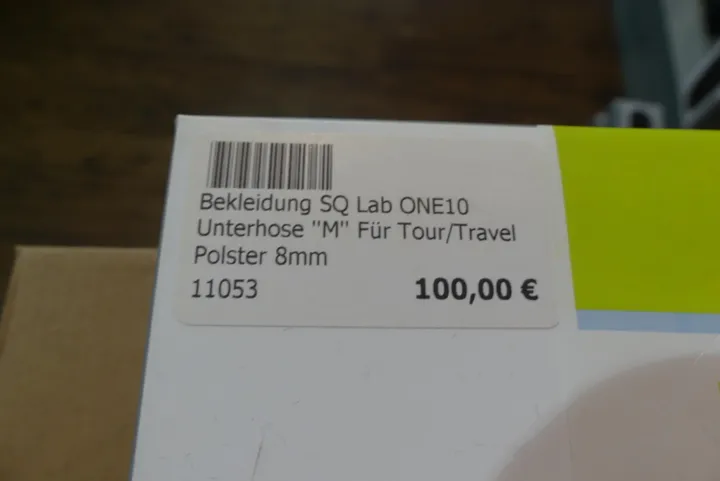 Bekleidung SQ Lab ONE10
Unterhose "M" Für Tour/Travel
Polster 8mm
11053 100,00 €